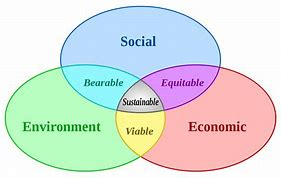 Social
Bearable
Equitable
Sustainable
Environment
Viable
Economic